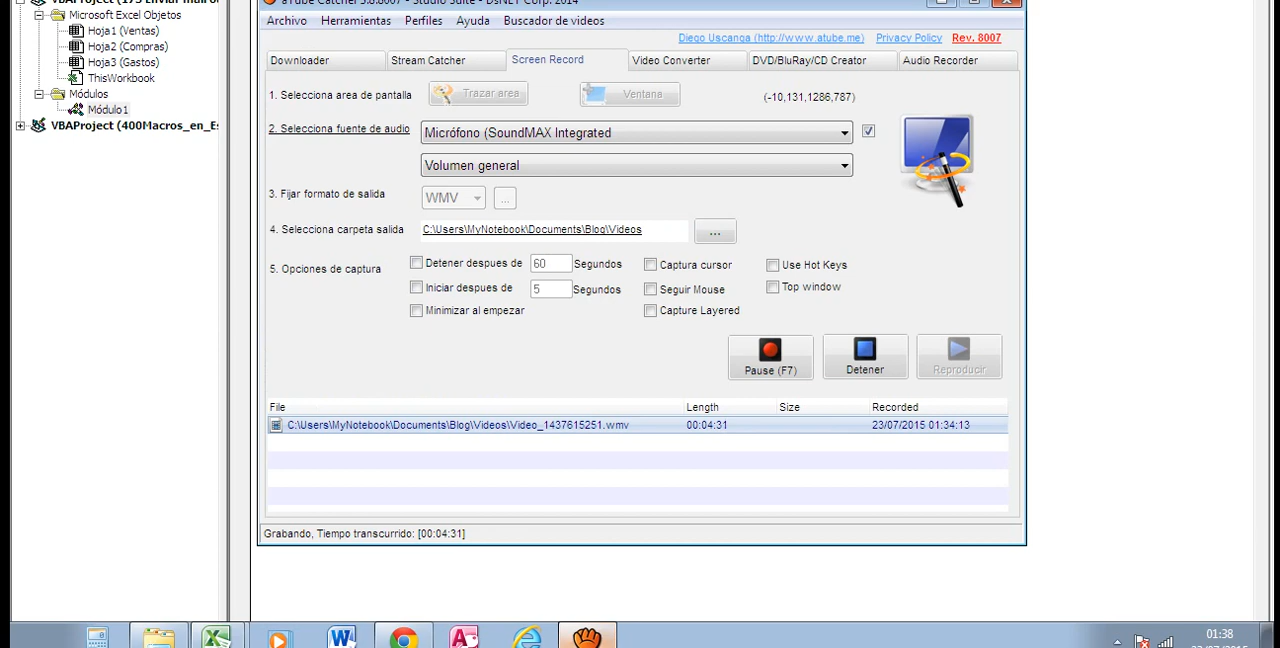 Microsoft Excel Objetos
Hoja1 (Ventas)
Hoja2 (Compras)
Hoja3 (Gastos)
ThisWorkbook
Módulos
Módulo1
VBAProject (400Macros_en_Es
aTube Catcher 3.8.8007 - Studio Suite - DsNET Corp. 2014
Archivo Herramientas Perfiles Ayuda Buscador de videos
Diego Uscanga (http://www.atube.me) Privacy Policy Rev. 8007
Downloader Stream Catcher Screen Record Video Converter DVD/BluRay/CD Creator Audio Recorder
1. Selecciona area de pantalla Trazar area Ventana (-10,131,1286,787)
2. Selecciona fuente de audio Micrófono (SoundMAX Integrated
Volumen general
3. Fijar formato de salida WMV ...
4. Selecciona carpeta salida C:\Users\MyNotebook\Documents\Blog\Videos ...
5. Opciones de captura
Detener despues de 60 Segundos Captura cursor Use Hot Keys
Iniciar despues de 5 Segundos Seguir Mouse Top window
Minimizar al empezar Capture Layered
Pause (F7) Detener Reproducir
File Length Size Recorded
C:\Users\MyNotebook\Documents\Blog\Videos\Video_1437615251.wmv 00:04:31 23/07/2015 01:34:13
Grabando, Tiempo transcurrido: [00:04:31]
01:38